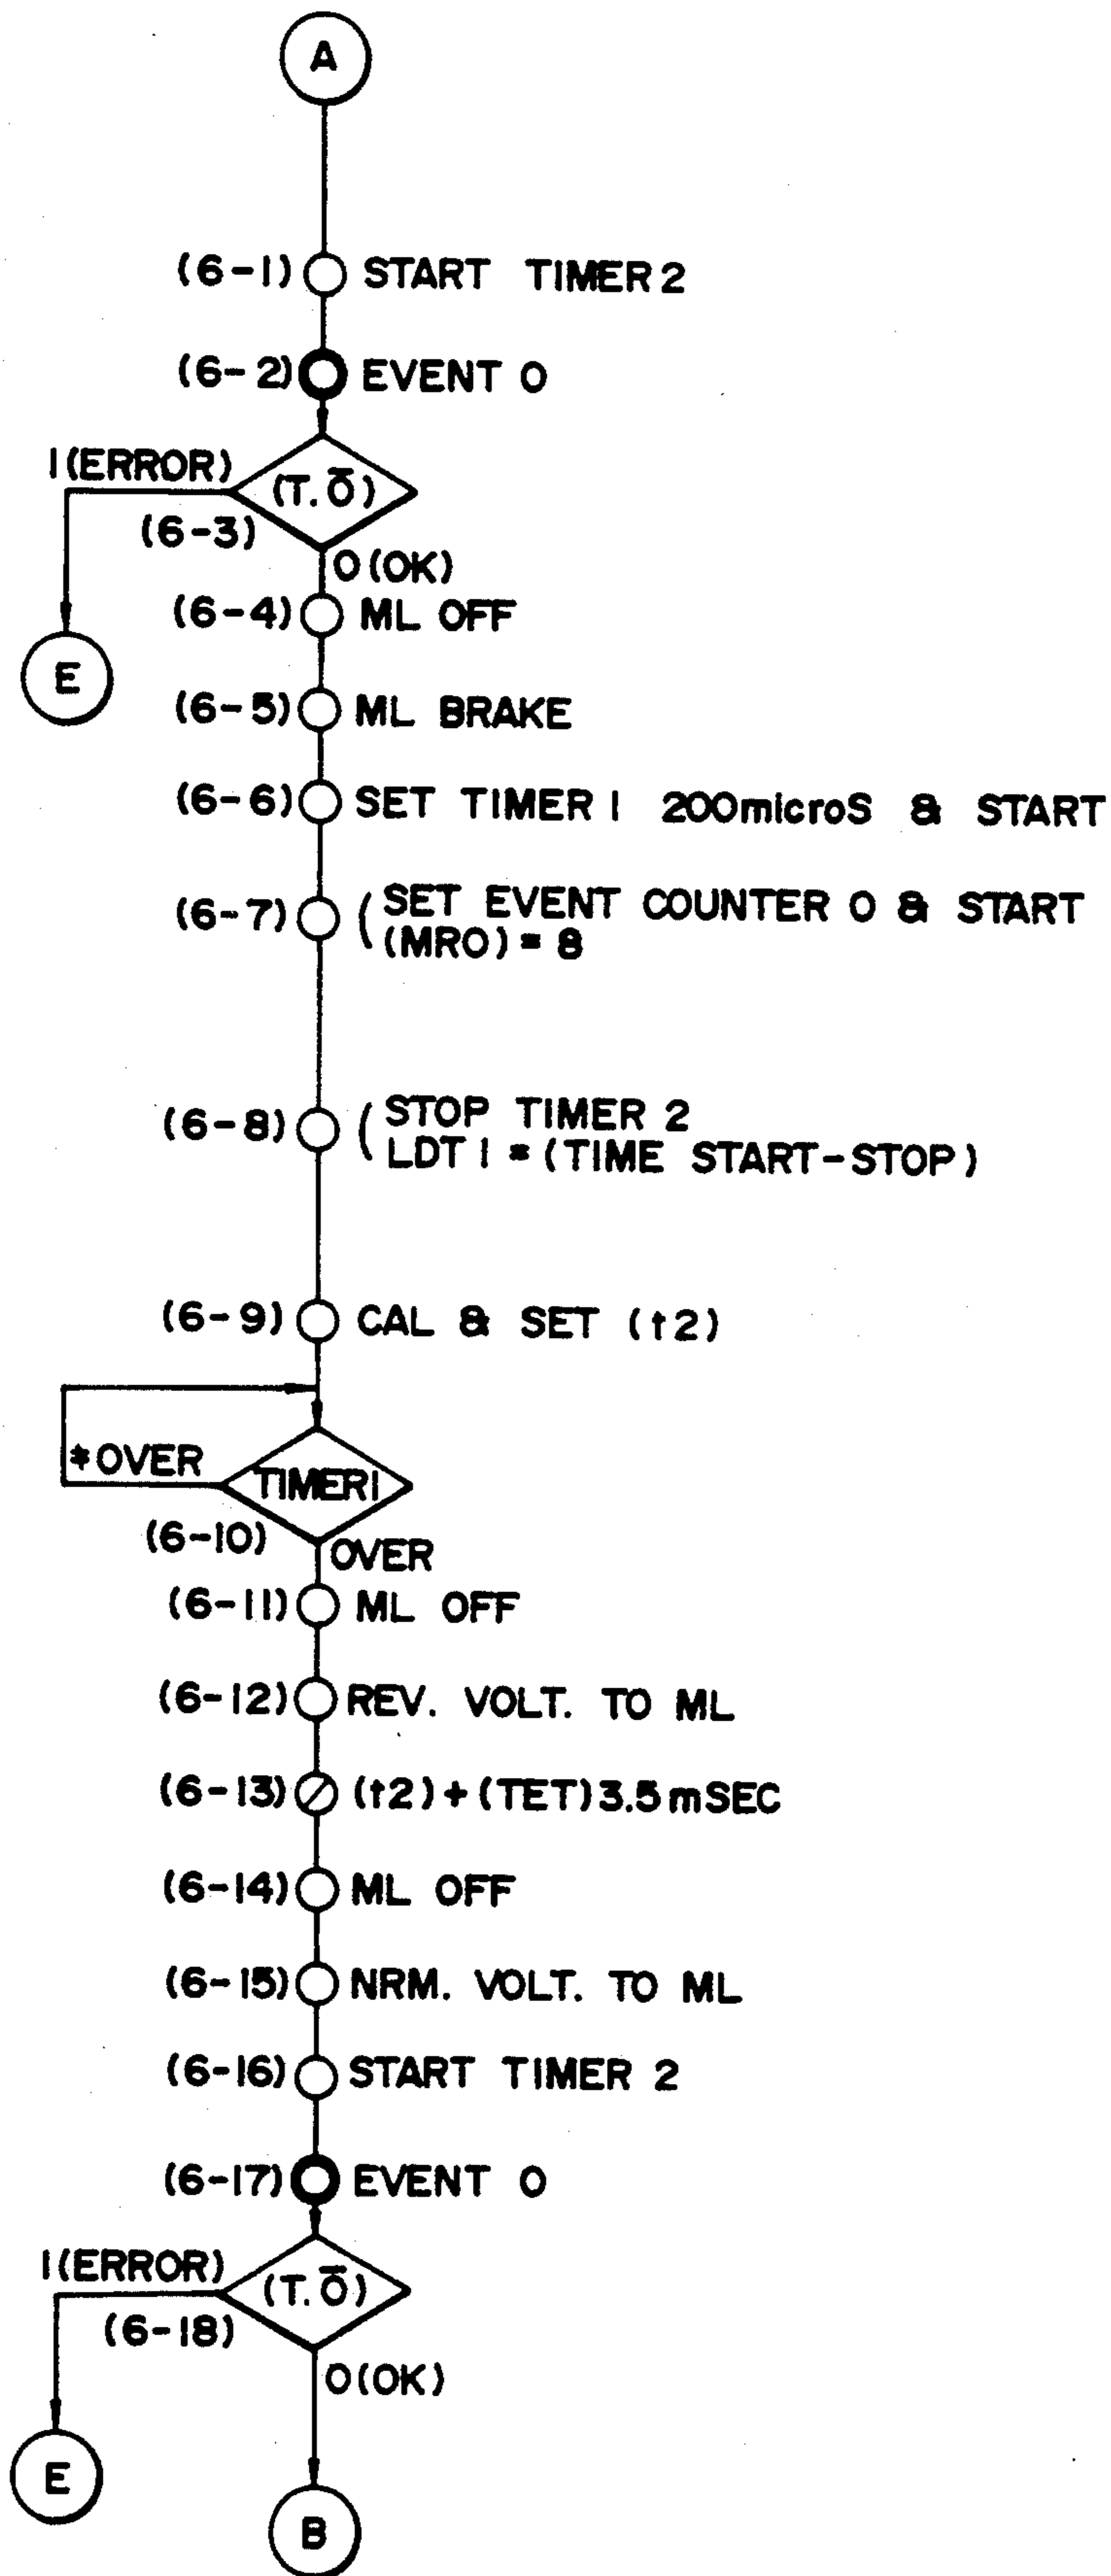 A
(6-1) START TIMER 2
(6-2) EVENT 0
1(ERROR)
(T.Ō)
(6-3)
0(OK)
(6-4) ML OFF
E
(6-5) ML BRAKE
(6-6) SET TIMER 1 200microS & START
(6-7) SET EVENT COUNTER 0 & START
(MR0) = 8
(6-8) STOP TIMER 2
LDT1 = (TIME START-STOP)
(6-9) CAL & SET (t2)
*OVER
TIMER1
(6-10)
OVER
(6-11) ML OFF
(6-12) REV. VOLT. TO ML
(6-13) (t2)+(TET)3.5mSEC
(6-14) ML OFF
(6-15) NRM. VOLT. TO ML
(6-16) START TIMER 2
(6-17) EVENT 0
1(ERROR)
(T.Ō)
(6-18)
0(OK)
E
B